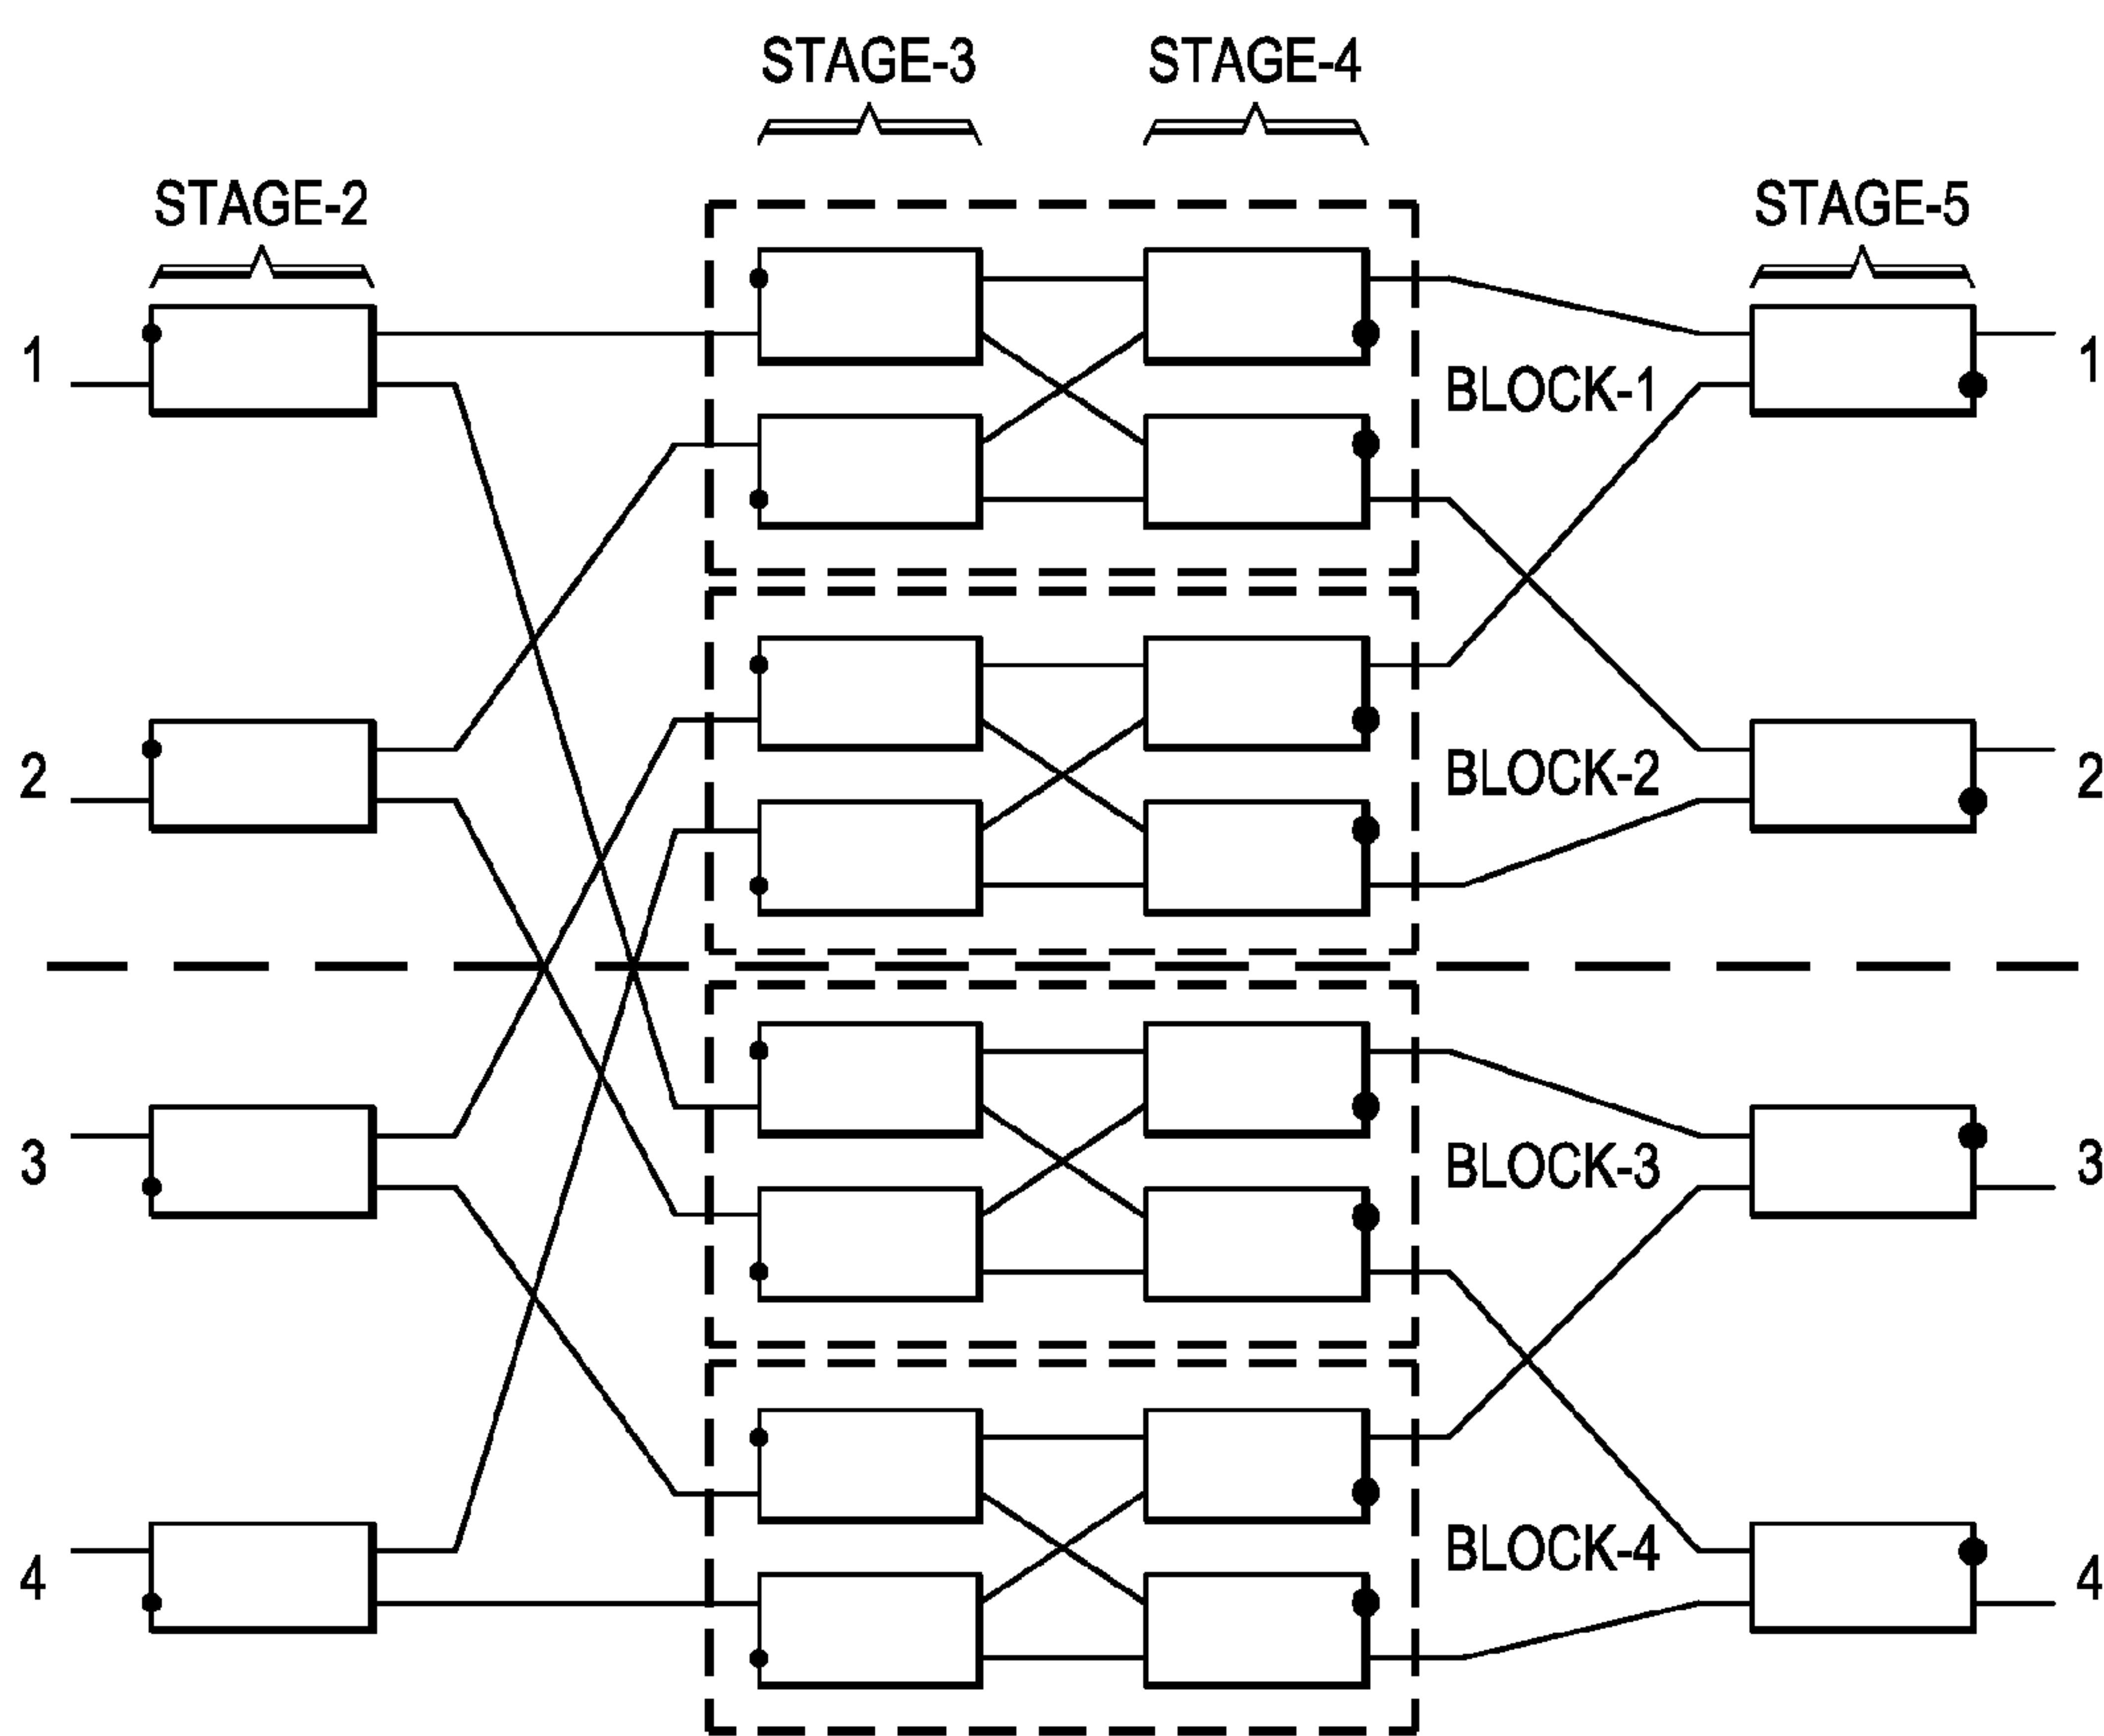 STAGE-3
STAGE-4
STAGE-2
STAGE-5
1
BLOCK-1
1
2
BLOCK-2
2
3
BLOCK-3
3
4
BLOCK-4
4